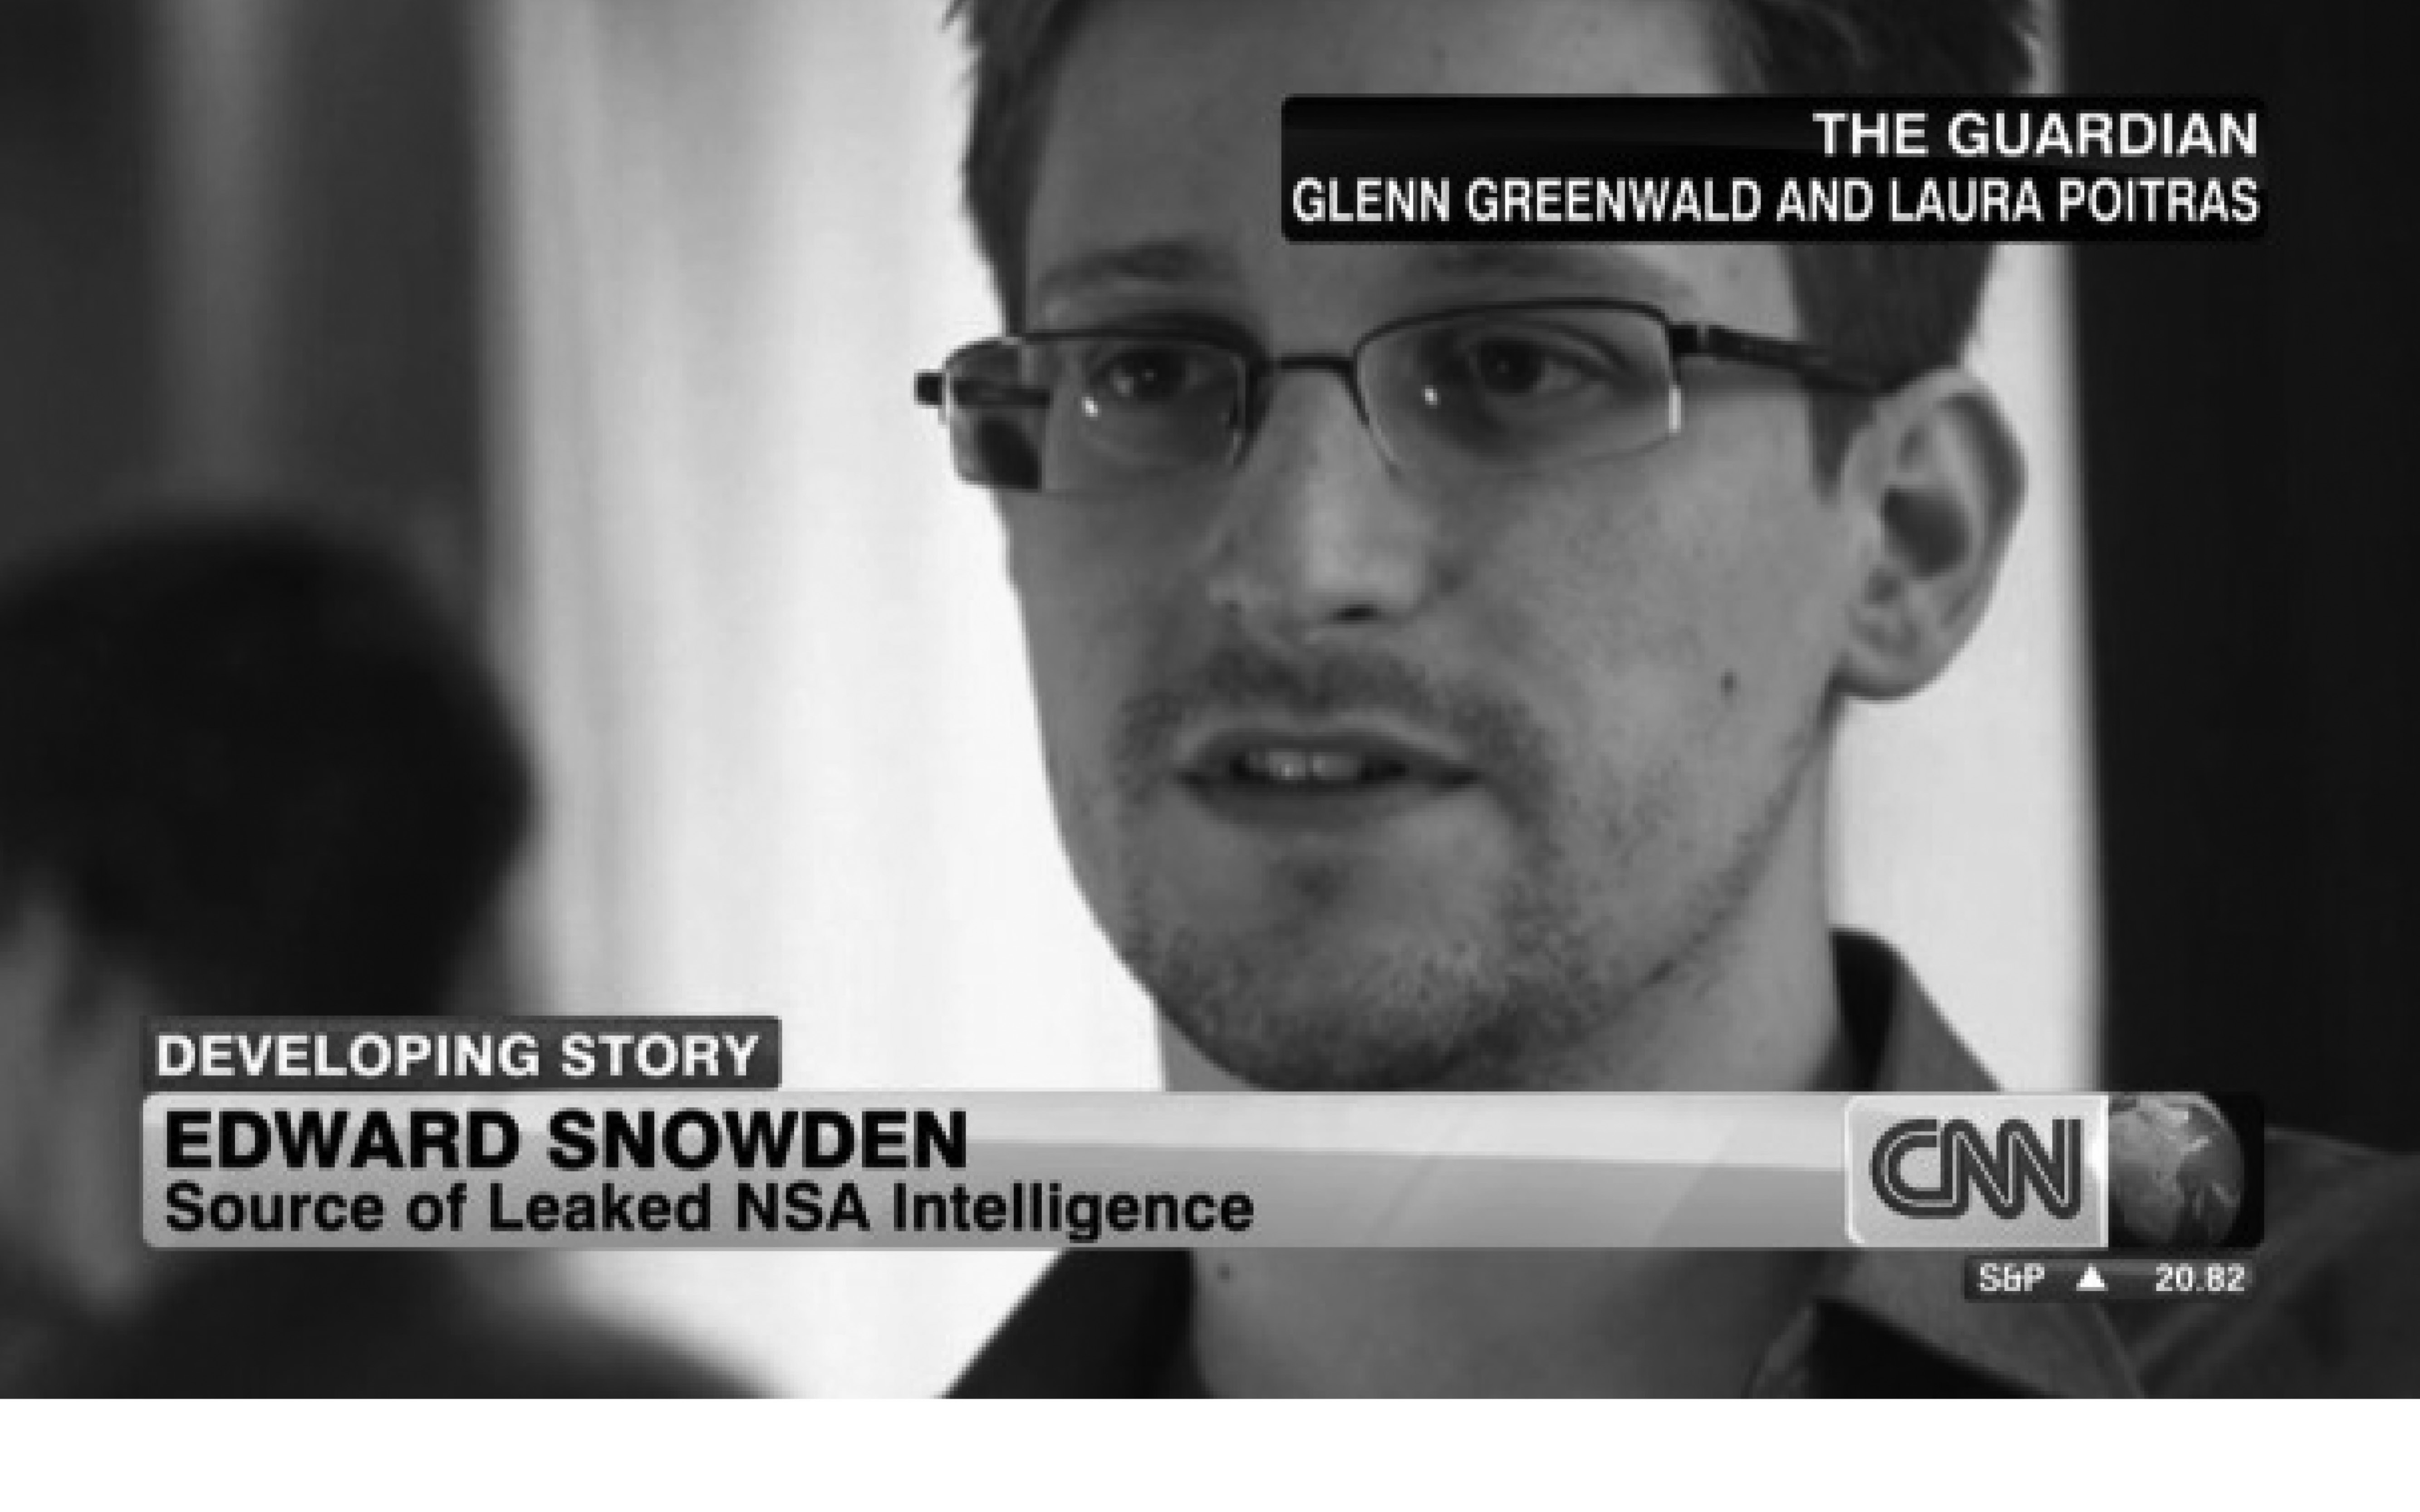 THE GUARDIAN
GLENN GREENWALD AND LAURA POITRAS
DEVELOPING STORY
EDWARD SNOWDEN
Source of Leaked NSA Intelligence
CNN
S&P ▲ 20.82